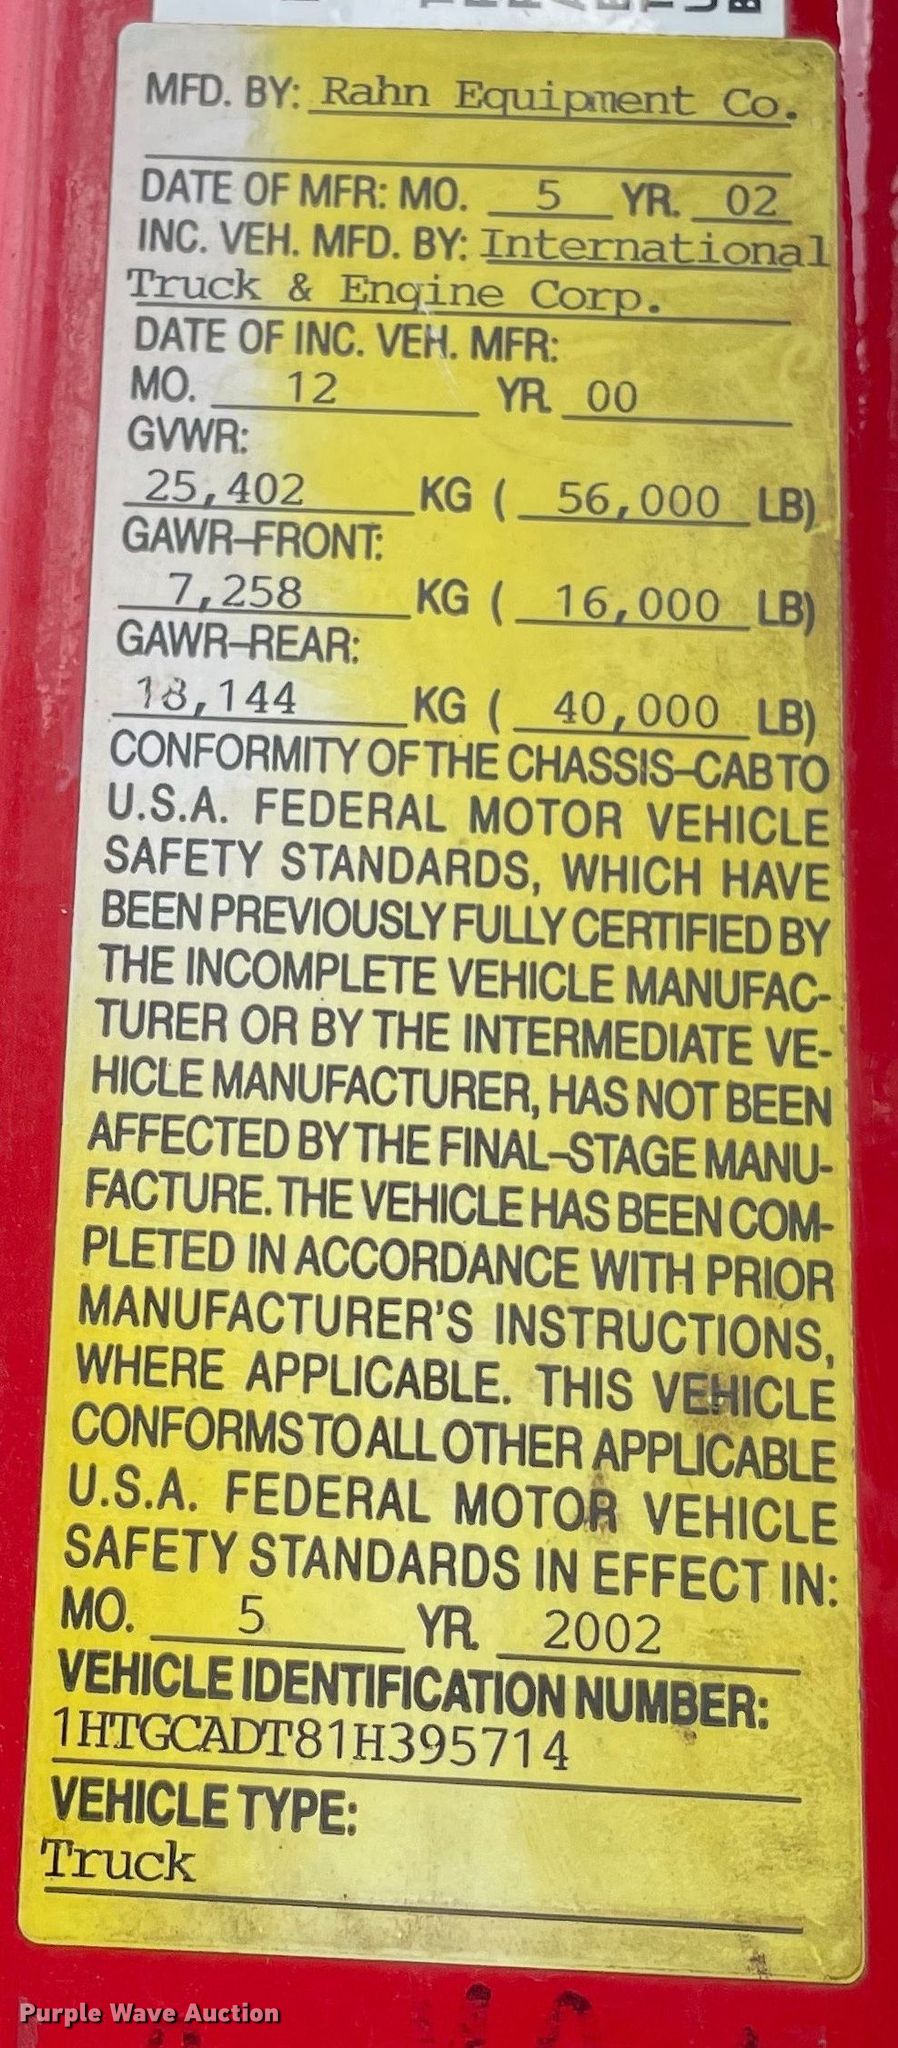 MFD. BY: Rahn Equipment Co.
DATE OF MFR: MO. 5 YR. 02
INC. VEH. MFD. BY: International
Truck & Engine Corp.
DATE OF INC. VEH. MFR:
MO. 12 YR. 00
GVWR:
25,402 KG ( 56,000 LB)
GAWR-FRONT:
7,258 KG ( 16,000 LB)
GAWR-REAR:
18,144 KG ( 40,000 LB)
CONFORMITY OF THE CHASSIS-CAB TO
U.S.A. FEDERAL MOTOR VEHICLE
SAFETY STANDARDS, WHICH HAVE
BEEN PREVIOUSLY FULLY CERTIFIED BY
THE INCOMPLETE VEHICLE MANUFAC-
TURER OR BY THE INTERMEDIATE VE-
HICLE MANUFACTURER, HAS NOT BEEN
AFFECTED BY THE FINAL-STAGE MANU-
FACTURE. THE VEHICLE HAS BEEN COM-
PLETED IN ACCORDANCE WITH PRIOR
MANUFACTURER'S INSTRUCTIONS,
WHERE APPLICABLE. THIS VEHICLE
CONFORMS TO ALL OTHER APPLICABLE
U.S.A. FEDERAL MOTOR VEHICLE
SAFETY STANDARDS IN EFFECT IN:
MO. 5 YR. 2002
VEHICLE IDENTIFICATION NUMBER:
1HTGCADT81H395714
VEHICLE TYPE:
Truck
Purple Wave Auction